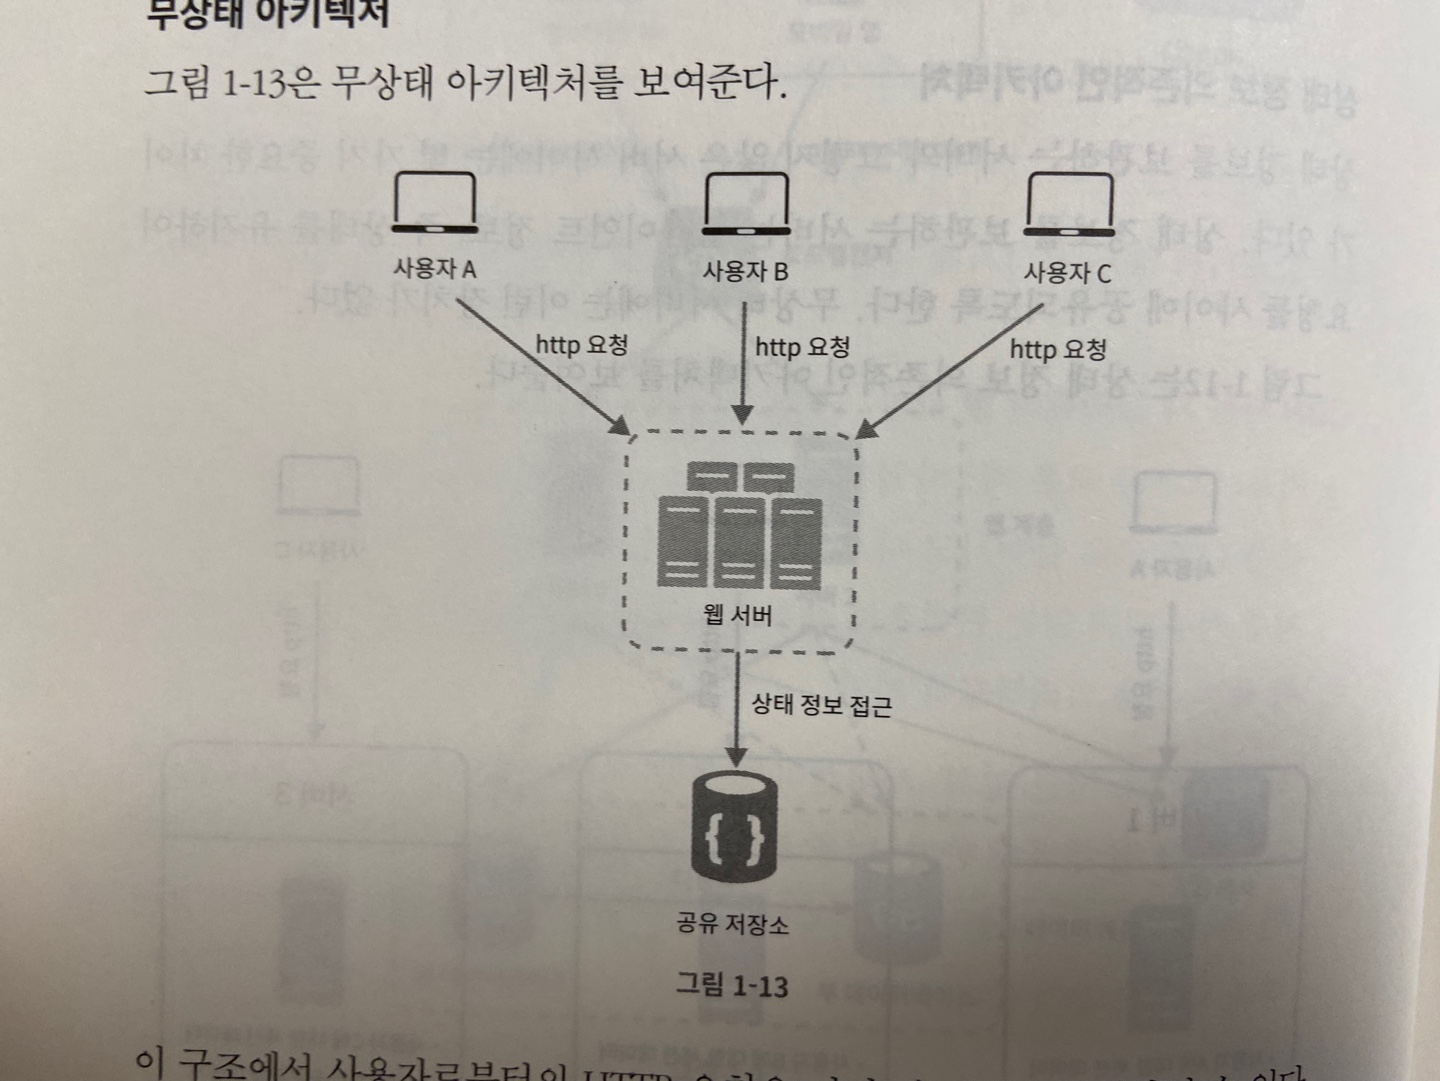 무상태 아키텍처
그림 1-13은 무상태 아키텍처를 보여준다.
사용자 A
사용자 B
사용자 C
http 요청
http 요청
http 요청
웹 서버
상태 정보 접근
{ }
공유 저장소
그림 1-13
이 구조에서 사용자로부터의 HTTP